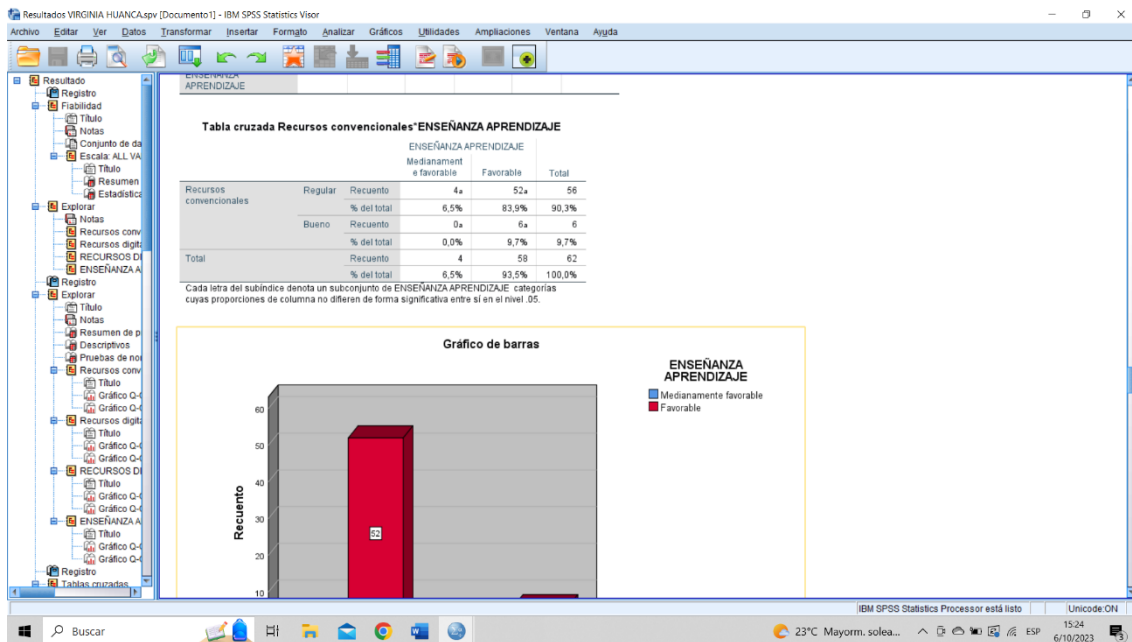 Resultados VIRGINIA HUANCA.spv [Documento1] - IBM SPSS Statistics Visor
Archivo Editar Ver Datos Transformar Insertar Formato Analizar Gráficos Utilidades Ampliaciones Ventana Ayuda
Resultado
Registro
Fiabilidad
Título
Notas
Conjunto de da
Escala: ALL VA
Título
Resumen
Estadística
Explorar
Notas
Recursos conv
Recursos digita
RECURSOS DI
ENSEÑANZA A
Registro
Explorar
Título
Notas
Resumen de p
Descriptivos
Pruebas de nor
Recursos conv
Título
Gráfico Q-
Gráfico Q-
Recursos digita
Título
Gráfico Q-
Gráfico Q-
RECURSOS DI
Título
Gráfico Q-
Gráfico Q-
ENSEÑANZA A
Título
Gráfico Q-
Gráfico Q-
Registro
Tablas cruzadas
ENSEÑANZA
APRENDIZAJE
Tabla cruzada Recursos convencionales*ENSEÑANZA APRENDIZAJE
ENSEÑANZA APRENDIZAJE
Medianament
e favorable Favorable Total
Recursos convencionales Regular Recuento 4a 52a 56
% del total 6,5% 83,9% 90,3%
Bueno Recuento 0a 6a 6
% del total 0,0% 9,7% 9,7%
Total Recuento 4 58 62
% del total 6,5% 93,5% 100,0%
Cada letra del subíndice denota un subconjunto de ENSEÑANZA APRENDIZAJE categorías
cuyas proporciones de columna no difieren de forma significativa entre sí en el nivel .05.
Gráfico de barras
ENSEÑANZA
APRENDIZAJE
Medianamente favorable
Favorable
Recuento
60
50
40
30
20
10
52
IBM SPSS Statistics Processor está listo Unicode:ON
Buscar
23°C Mayorm. solea... ESP
15:24
6/10/2023